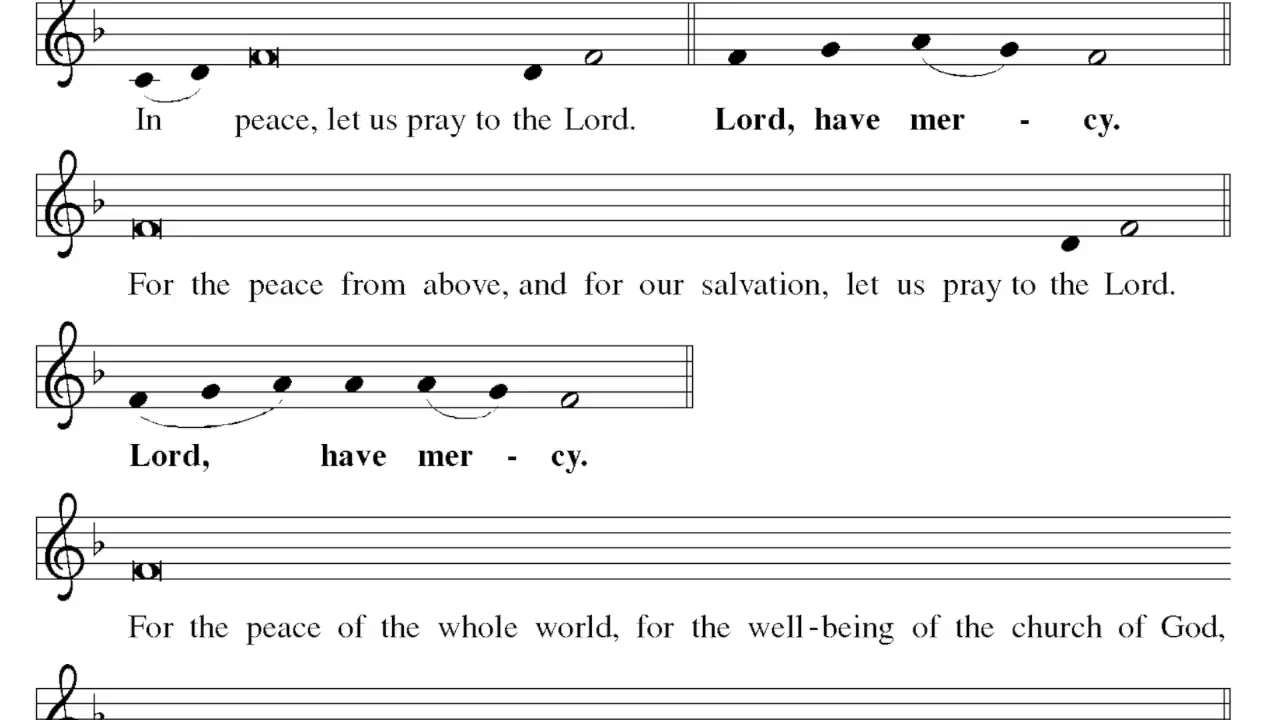 In peace, let us pray to the Lord. Lord, have mer - cy.
For the peace from above, and for our salvation, let us pray to the Lord.
Lord, have mer - cy.
For the peace of the whole world, for the well-being of the church of God,